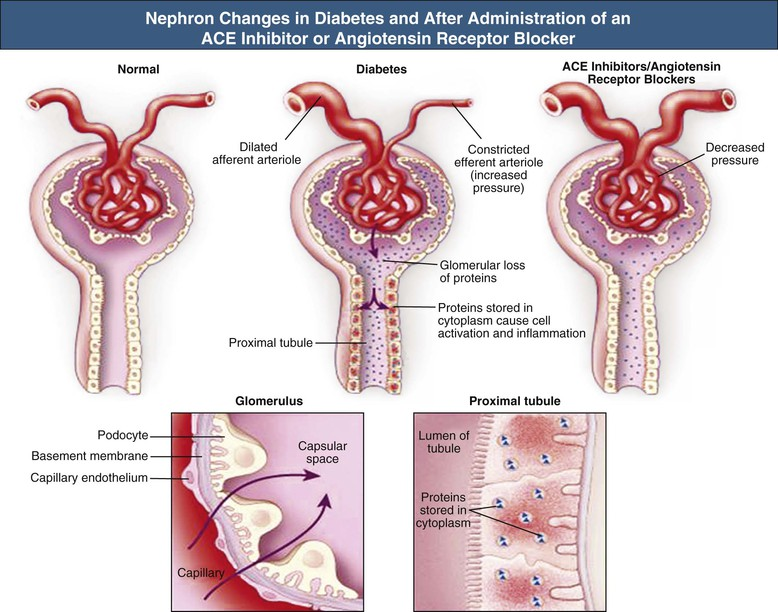 Nephron Changes in Diabetes and After Administration of an
ACE Inhibitor or Angiotensin Receptor Blocker
Normal
Diabetes
ACE Inhibitors/Angiotensin
Receptor Blockers
Dilated
afferent arteriole
Constricted
efferent arteriole
(increased
pressure)
Decreased
pressure
Glomerular loss
of proteins
Proteins stored in
cytoplasm cause cell
activation and inflammation
Proximal tubule
Glomerulus
Podocyte
Basement membrane
Capillary endothelium
Capsular
space
Capillary
Proximal tubule
Lumen of
tubule
Proteins
stored in
cytoplasm